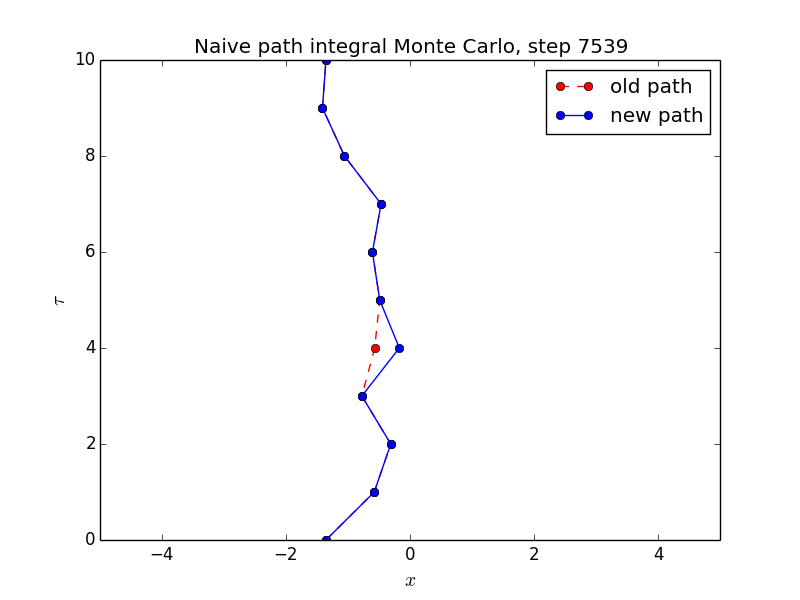 Naive path integral Monte Carlo, step 7539
10
old path
new path
8
6
τ
4
2
0
−4
−2
0
2
4
x